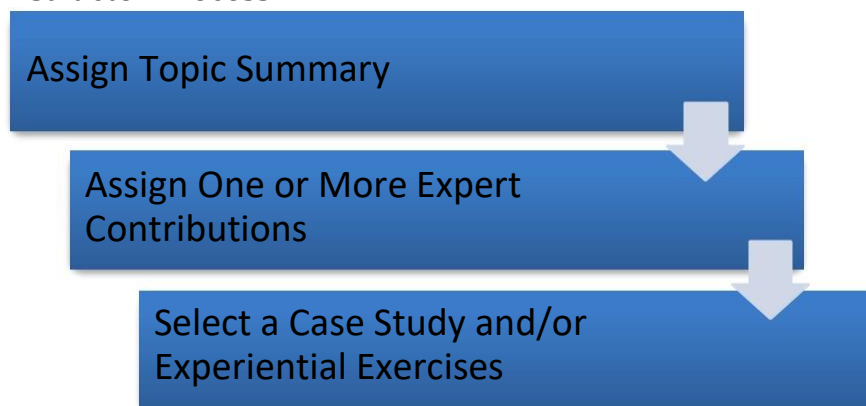 Assign Topic Summary
Assign One or More Expert
Contributions
Select a Case Study and/or
Experiential Exercises